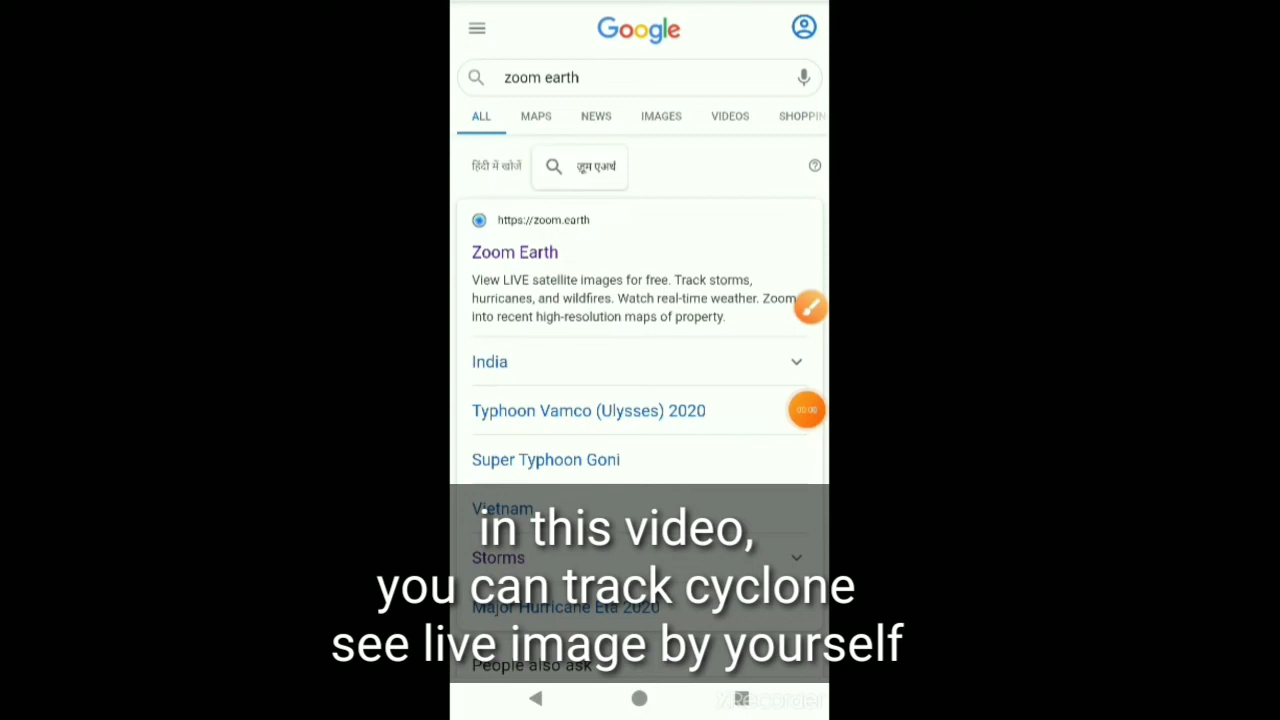 Google
zoom earth
ALL MAPS NEWS IMAGES VIDEOS SHOPPIN
हिंदी में खोजें ज़ूम एअर्थ
https://zoom.earth
Zoom Earth
View LIVE satellite images for free. Track storms,
hurricanes, and wildfires. Watch real-time weather. Zoom
into recent high-resolution maps of property.
India
Typhoon Vamco (Ulysses) 2020
00:00
Super Typhoon Goni
Vietnam
in this video,
Storms
you can track cyclone
Major Hurricane Eta 2020
see live image by yourself
People also ask
XRecorder